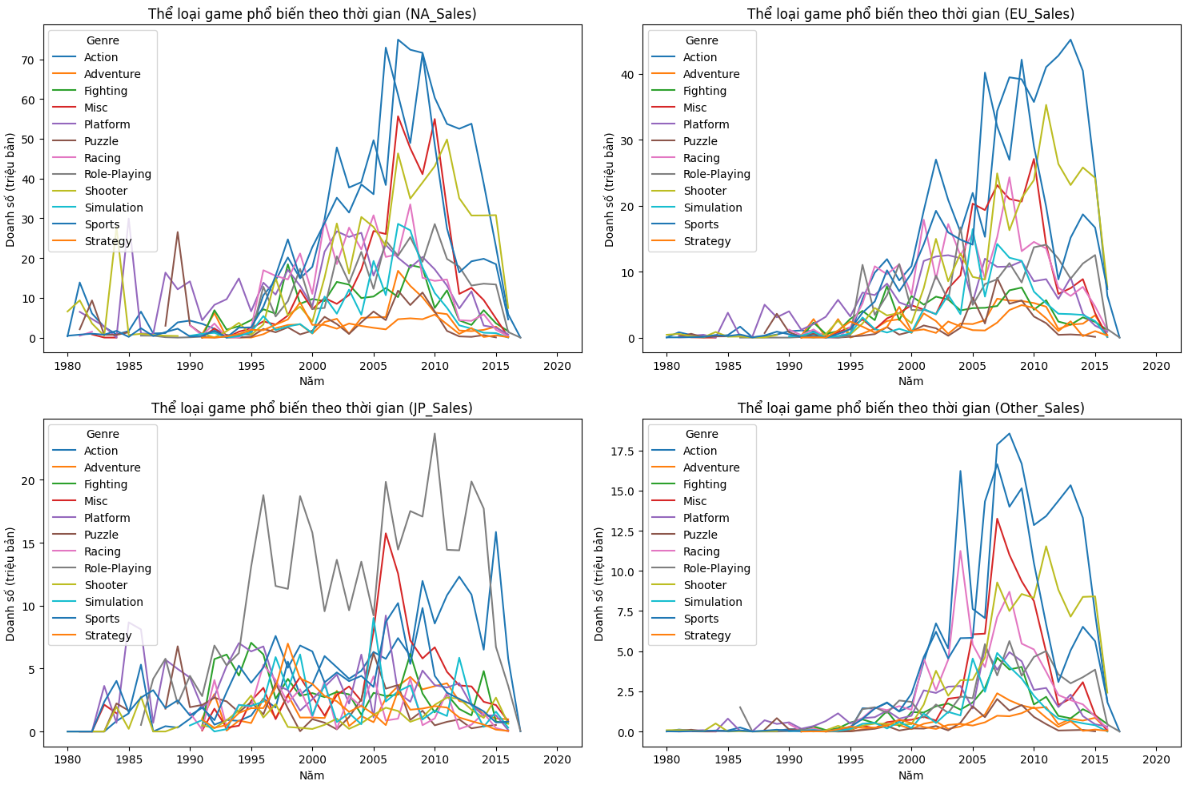 Thể loại game phổ biến theo thời gian (NA_Sales)
Doanh số (triệu bản)
70
60
50
40
30
20
10
0
Genre
Action
Adventure
Fighting
Misc
Platform
Puzzle
Racing
Role-Playing
Shooter
Simulation
Sports
Strategy
1980 1985 1990 1995 2000 2005 2010 2015 2020
Năm
Thể loại game phổ biến theo thời gian (EU_Sales)
Doanh số (triệu bản)
40
30
20
10
0
Genre
Action
Adventure
Fighting
Misc
Platform
Puzzle
Racing
Role-Playing
Shooter
Simulation
Sports
Strategy
1980 1985 1990 1995 2000 2005 2010 2015 2020
Năm
Thể loại game phổ biến theo thời gian (JP_Sales)
Doanh số (triệu bản)
20
15
10
5
0
Genre
Action
Adventure
Fighting
Misc
Platform
Puzzle
Racing
Role-Playing
Shooter
Simulation
Sports
Strategy
1980 1985 1990 1995 2000 2005 2010 2015 2020
Năm
Thể loại game phổ biến theo thời gian (Other_Sales)
Doanh số (triệu bản)
17.5
15.0
12.5
10.0
7.5
5.0
2.5
0.0
Genre
Action
Adventure
Fighting
Misc
Platform
Puzzle
Racing
Role-Playing
Shooter
Simulation
Sports
Strategy
1980 1985 1990 1995 2000 2005 2010 2015 2020
Năm